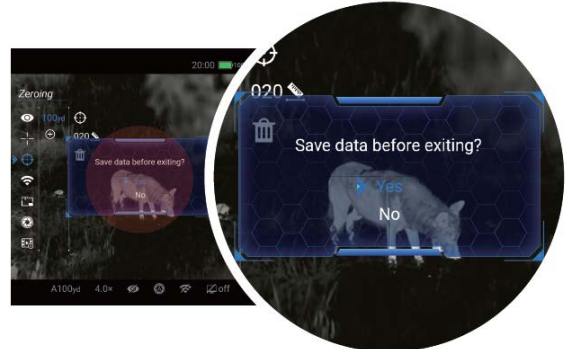 20:00
Zeroing
100yd
020
Save data before exiting?
No
A100yd 4.0× off
020
Save data before exiting?
Yes
No